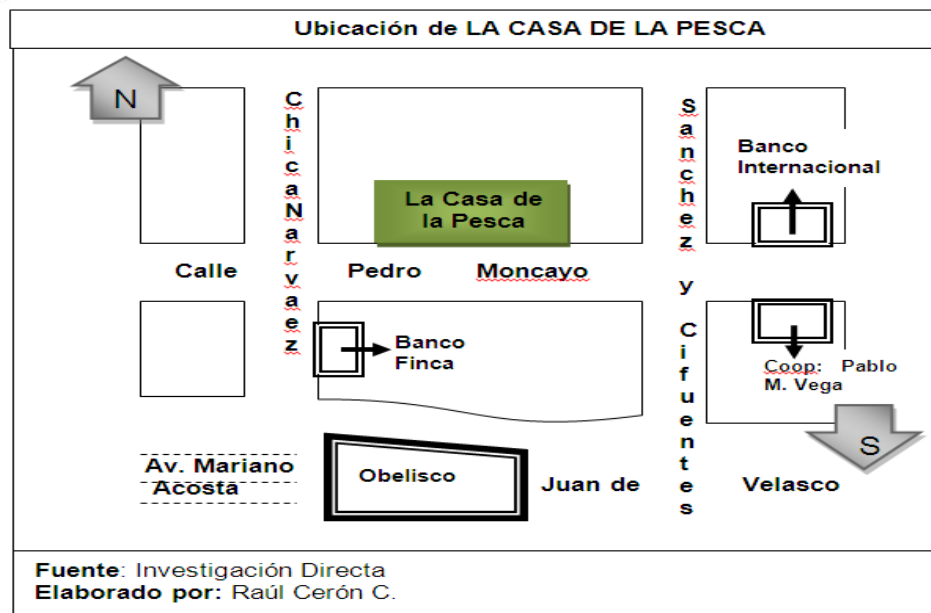 Ubicación de LA CASA DE LA PESCA
N
ChicaNarvaez
Sanchez y Cifuentes
Banco
Internacional
La Casa de
la Pesca
Calle Pedro Moncayo
Banco
Finca
Coop: Pablo
M. Vega
S
Av. Mariano
Acosta
Obelisco
Juan de Velasco
Fuente: Investigación Directa
Elaborado por: Raúl Cerón C.